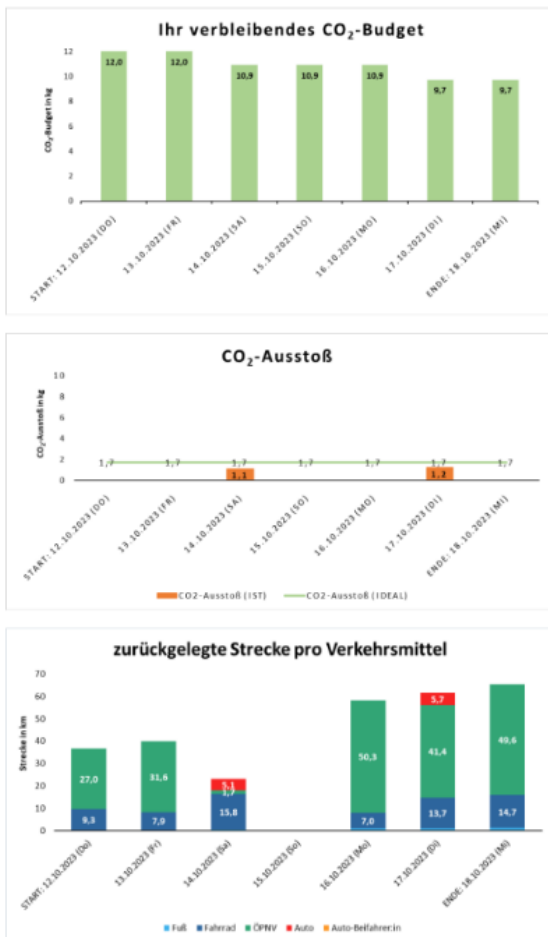 Ihr verbleibendes CO₂-Budget
CO₂-Budget in kg
12
10
8
6
4
2
0
12,0
12,0
10,9
10,9
10,9
9,7
9,7
START: 12.10.2023 (DO)
13.10.2023 (FR)
14.10.2023 (SA)
15.10.2023 (SO)
16.10.2023 (MO)
17.10.2023 (DI)
ENDE: 18.10.2023 (MI)
CO₂-Ausstoß
CO₂-Ausstoß in kg
10
8
6
4
2
0
1,7
1,7
1,7
1,7
1,7
1,7
1,7
1,1
1,2
START: 12.10.2023 (DO)
13.10.2023 (FR)
14.10.2023 (SA)
15.10.2023 (SO)
16.10.2023 (MO)
17.10.2023 (DI)
ENDE: 18.10.2023 (MI)
CO2-Ausstoß (IST)
CO2-Ausstoß (IDEAL)
zurückgelegte Strecke pro Verkehrsmittel
Strecke in km
70
60
50
40
30
20
10
0
27,0
9,3
31,6
7,9
5,1
1,7
15,8
50,3
7,0
5,7
41,4
13,7
49,6
14,7
START: 12.10.2023 (Do)
13.10.2023 (Fr)
14.10.2023 (Sa)
15.10.2023 (So)
16.10.2023 (Mo)
17.10.2023 (Di)
ENDE: 18.10.2023 (Mi)
Fuß
Fahrrad
ÖPNV
Auto
Auto-Beifahrer:in